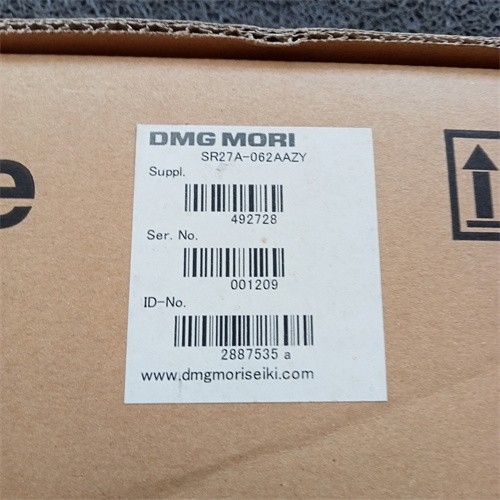 DMG MORI
SR27A-062AAZY
Suppl.
492728
Ser. No.
001209
ID-No.
2887535 a
www.dmgmoriseiki.com
e